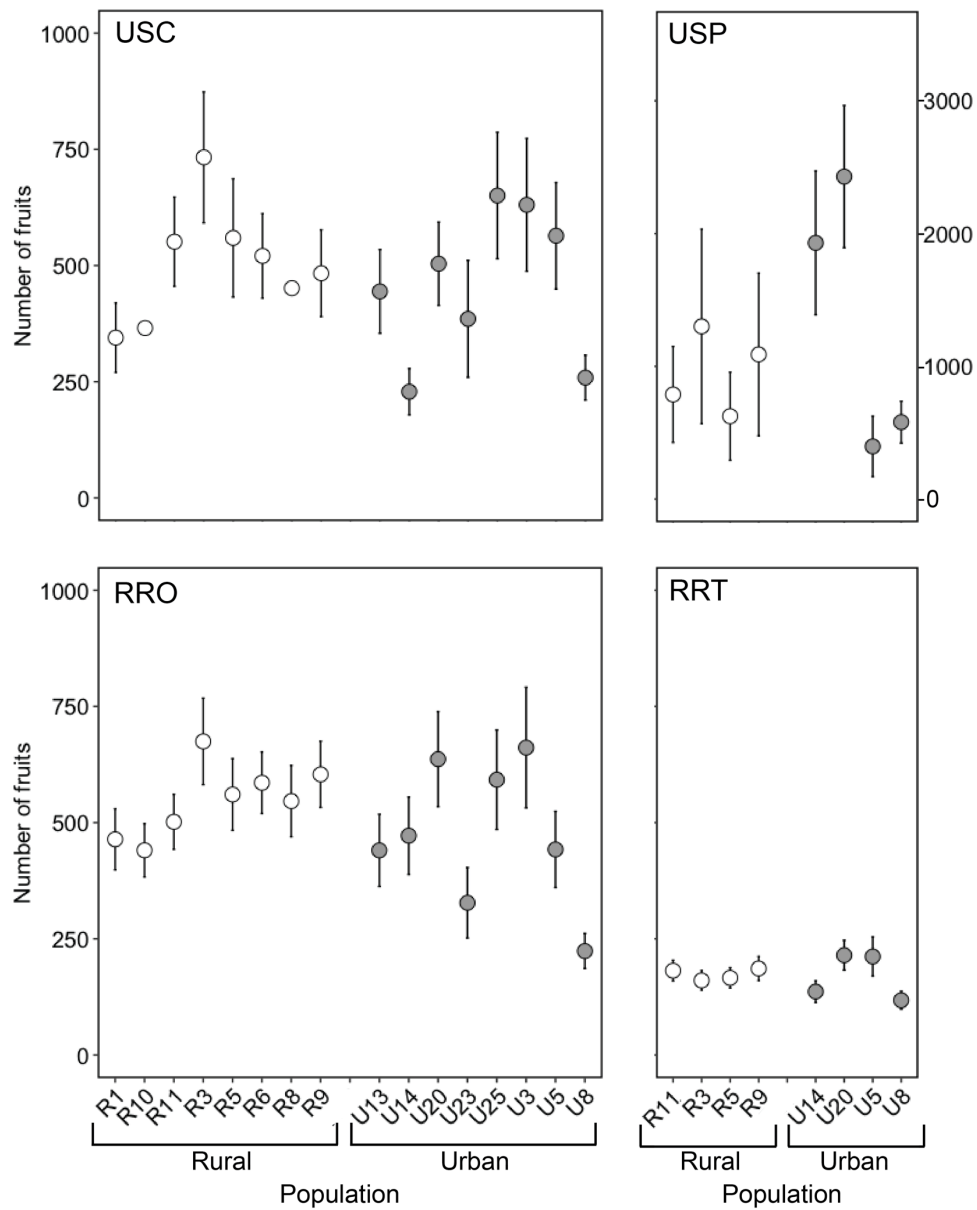 USC
USP
1000
750
500
250
0
Number of fruits
3000
2000
1000
0
RRO
RRT
1000
750
500
250
0
Number of fruits
R1 R10 R11 R3 R5 R6 R8 R9 U13 U14 U20 U23 U25 U3 U5 U8
R11 R3 R5 R9 U14 U20 U5 U8
Rural Urban
Rural Urban
Population
Population